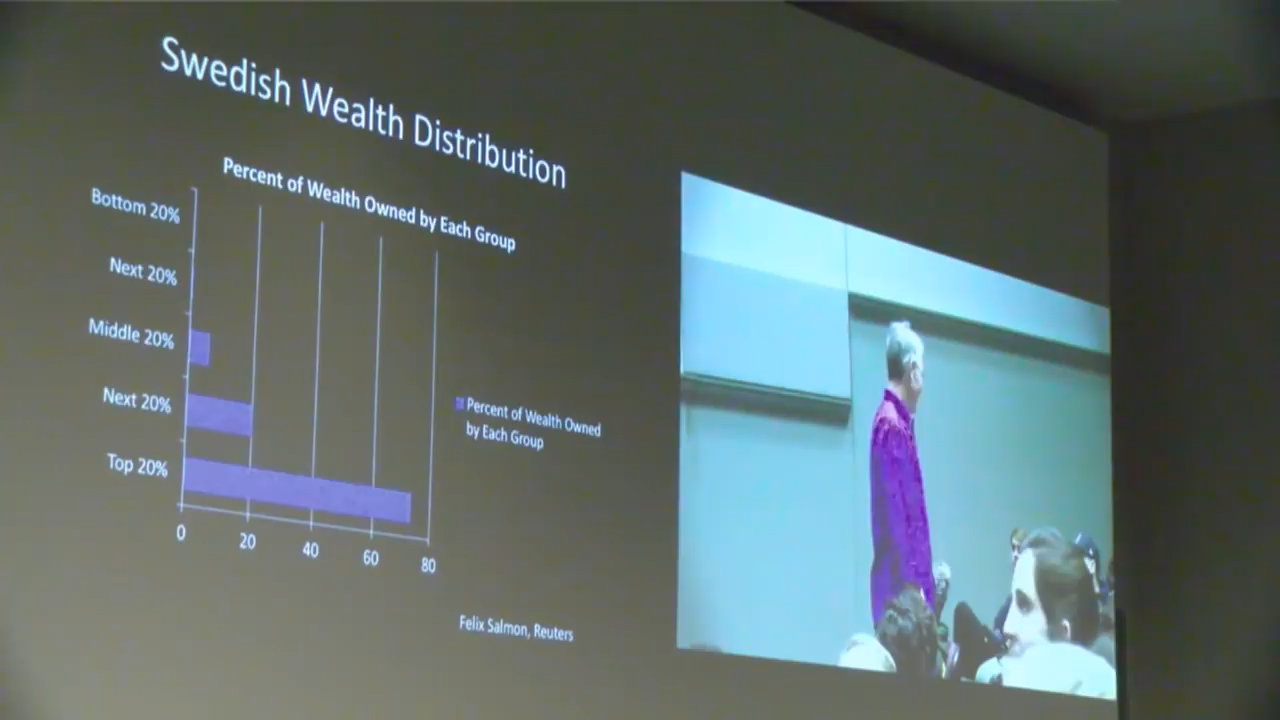 Swedish Wealth Distribution
Percent of Wealth Owned by Each Group
Bottom 20%
Next 20%
Middle 20%
Next 20%
Top 20%
0 20 40 60 80
Percent of Wealth Owned
by Each Group
Felix Salmon, Reuters